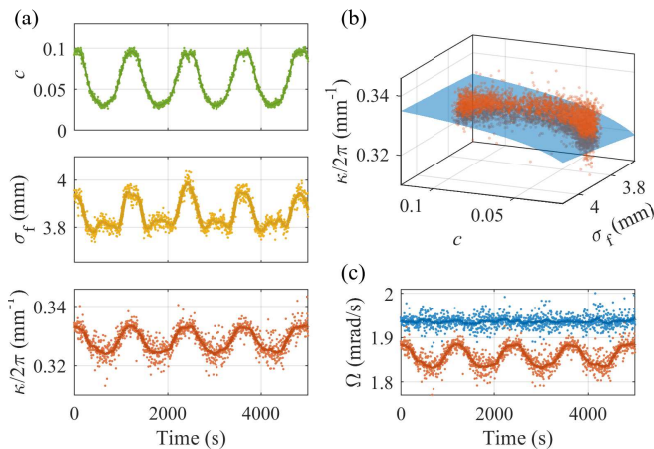 (a)
0.1
0.05
0
c
4
3.8
σf (mm)
0.34
0.32
κ/2π (mm⁻¹)
0
2000
4000
Time (s)
(b)
0.34
0.32
κ/2π (mm⁻¹)
0.1
0.05
c
4
3.8
σf (mm)
(c)
2
1.9
1.8
Ω (mrad/s)
0
2000
4000
Time (s)